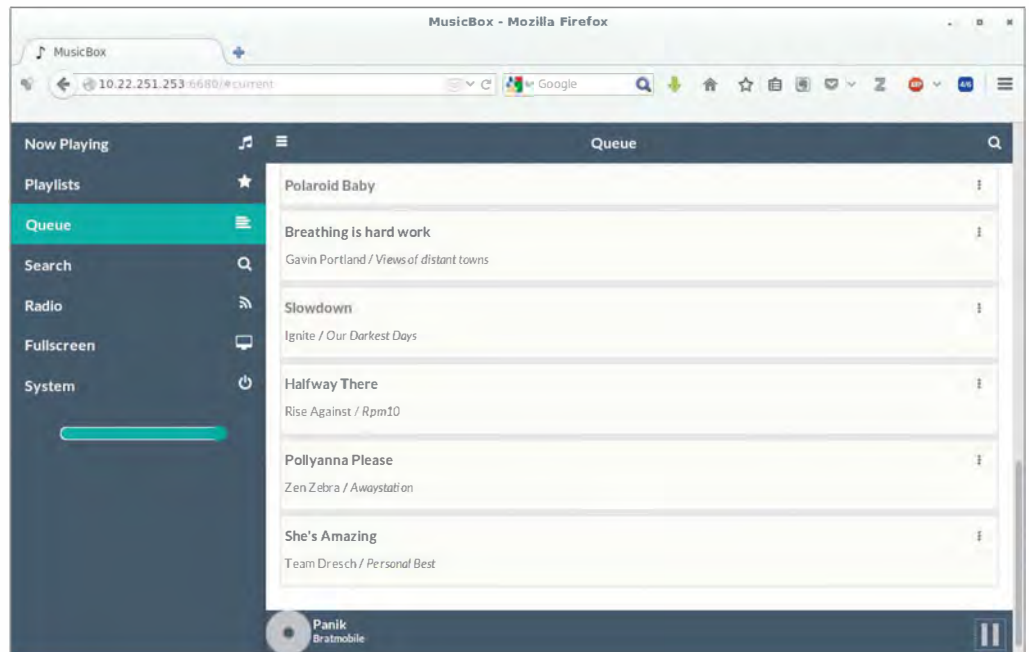 MusicBox - Mozilla Firefox
MusicBox
10.22.251.253:6680/#current
Google
Now Playing
Queue
Playlists
Queue
Search
Radio
Fullscreen
System
Polaroid Baby
Breathing is hard work
Gavin Portland / Views of distant towns
Slowdown
Ignite / Our Darkest Days
Halfway There
Rise Against / Rpm10
Pollyanna Please
Zen Zebra / Awaystation
She's Amazing
Team Dresch / Personal Best
Panik
Bratmobile